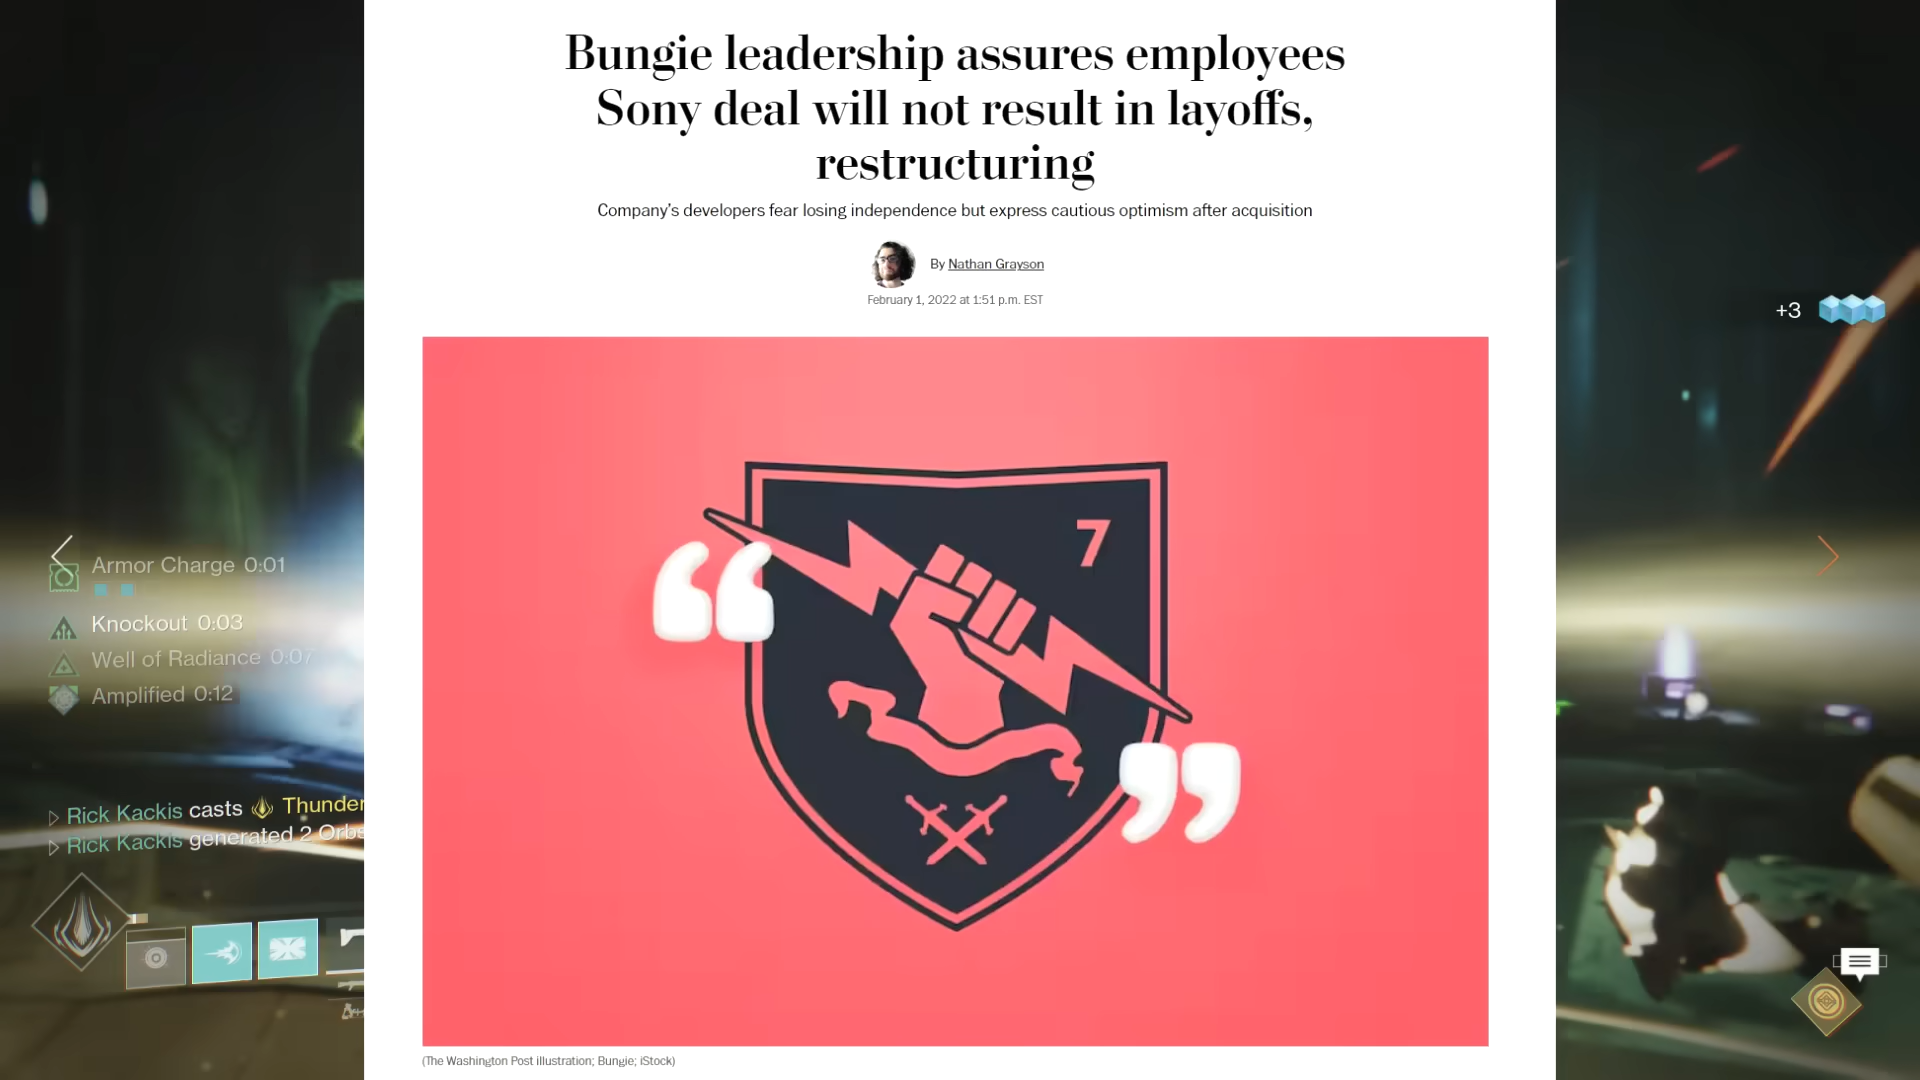 Bungie leadership assures employees
Sony deal will not result in layoffs,
restructuring
Company's developers fear losing independence but express cautious optimism after acquisition
By Nathan Grayson
February 1, 2022 at 1:51 p.m. EST
+3
7
Armor Charge 0:01
Knockout 0:03
Well of Radiance 0:07
Amplified 0:12
Rick Kackis casts Thunder
Rick Kackis generated 2 Orbs
(The Washington Post illustration; Bungie; iStock)